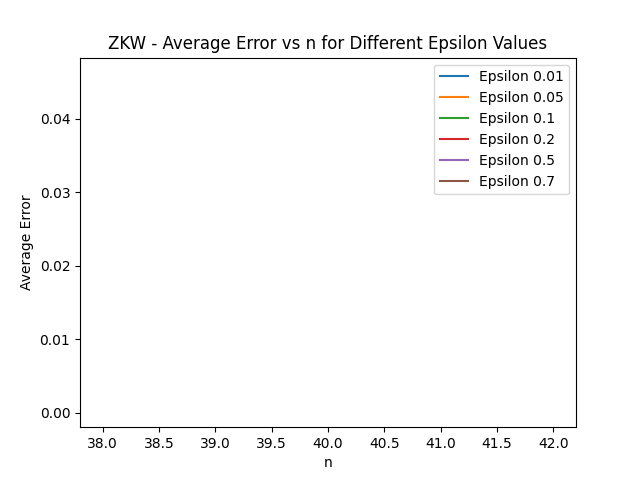 ZKW - Average Error vs n for Different Epsilon Values
Epsilon 0.01
Epsilon 0.05
Epsilon 0.1
Epsilon 0.2
Epsilon 0.5
Epsilon 0.7
Average Error
0.04
0.03
0.02
0.01
0.00
38.0 38.5 39.0 39.5 40.0 40.5 41.0 41.5 42.0
n